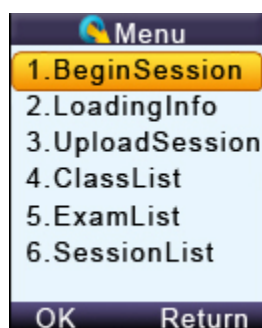 Menu
1.BeginSession
2.LoadingInfo
3.UploadSession
4.ClassList
5.ExamList
6.SessionList
OK Return